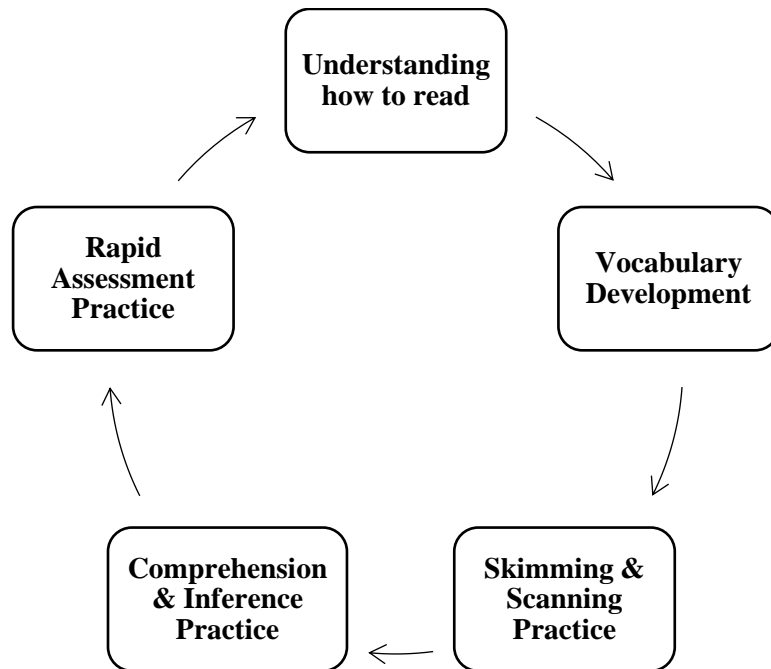 Understanding
how to read
Vocabulary
Development
Skimming &
Scanning
Practice
Comprehension
& Inference
Practice
Rapid
Assessment
Practice